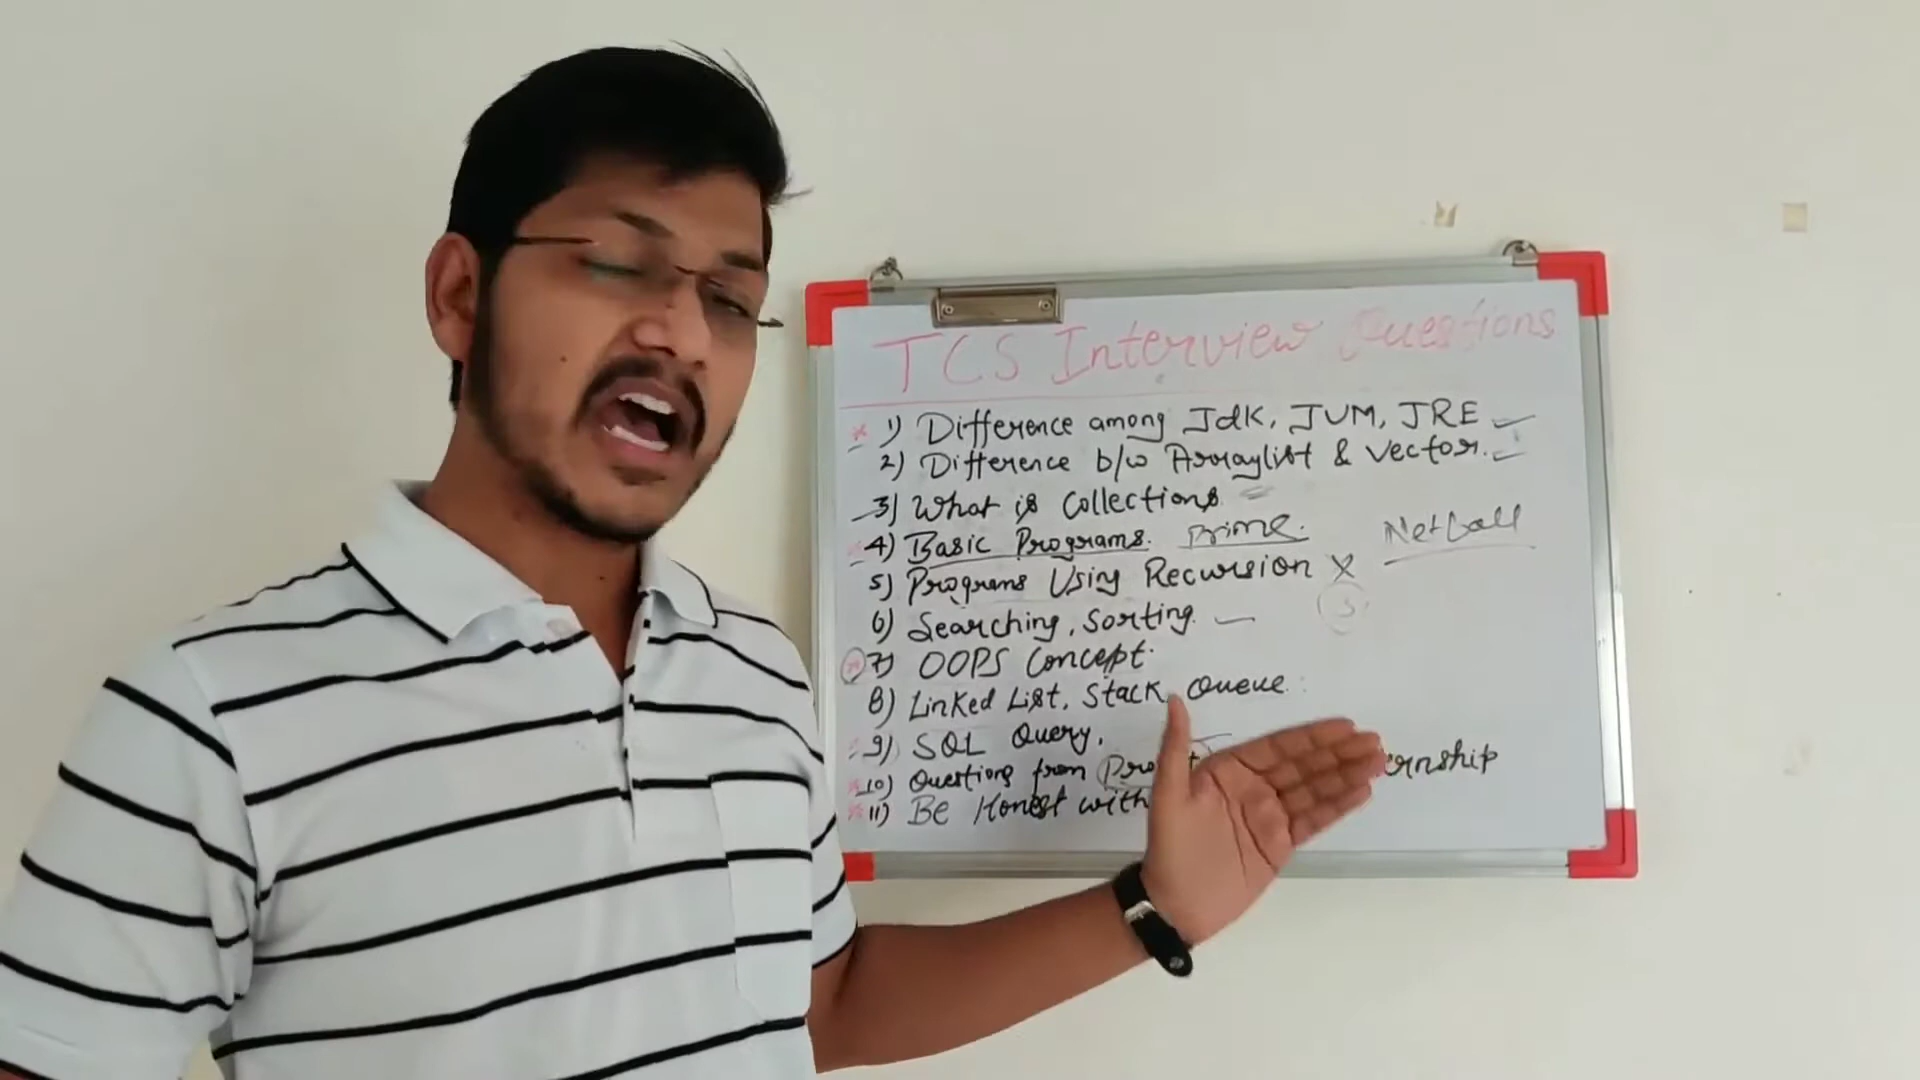 TCS Interview Questions
1) Difference among JdK, JVM, JRE
2) Difference b/w Arraylist & Vector.
3) What is Collections
4) Basic Programs. Prime.
5) Programs Using Recursion x
6) Searching, Sorting.
7) OOPS Concept.
8) Linked List, Stack, Queue.
9) SQL Query.
10) Questions from
11) Be Honest with